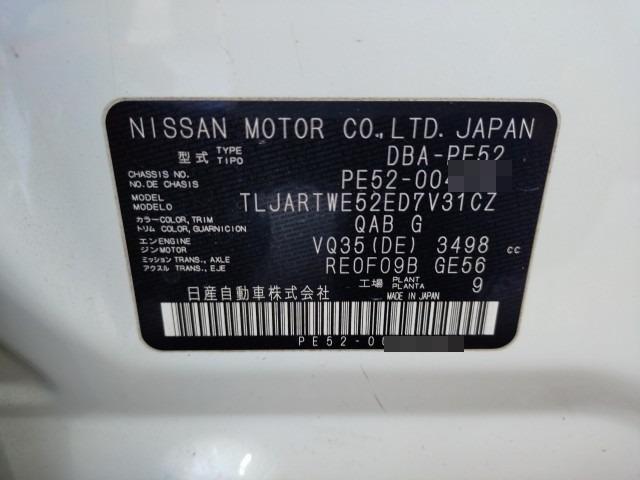 NISSAN MOTOR CO.,LTD. JAPAN
型式 TYPE TIPO DBA-PE52
CHASSIS NO. NO. DE CHASIS PE52-004
MODEL MODELO TLJARTWE52ED7V31CZ
カラー COLOR, TRIM トリム COLOR, GUARNICION QAB G
エンジン ENGINE MOTOR VQ35(DE) 3498 cc
ミッション TRANS., AXLE アクスル TRANS., EJE RE0F09B GE56
日産自動車株式会社 工場 PLANT PLANTA 9
MADE IN JAPAN
PE52-00